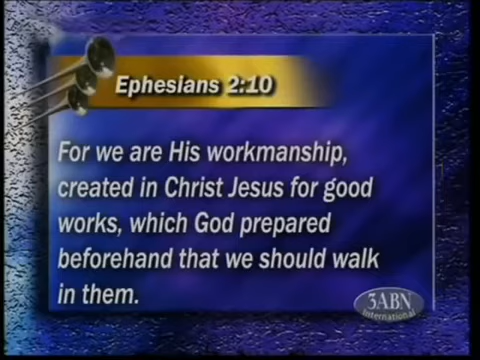 Ephesians 2:10
For we are His workmanship,
created in Christ Jesus for good
works, which God prepared
beforehand that we should walk
in them.
3ABN
International